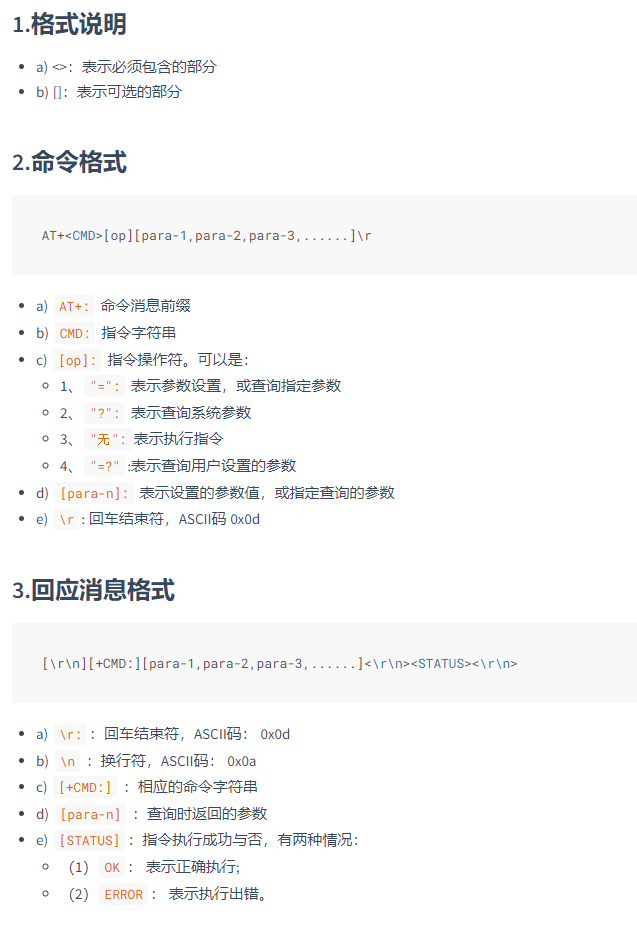 1.格式说明
a) <>：表示必须包含的部分
b) []：表示可选的部分
2.命令格式
AT+<CMD>[op][para-1,para-2,para-3,......]\r
a) AT+: 命令消息前缀
b) CMD: 指令字符串
c) [op]: 指令操作符。可以是：
1、 "=": 表示参数设置，或查询指定参数
2、 "?": 表示查询系统参数
3、 "无": 表示执行指令
4、 "=?" :表示查询用户设置的参数
d) [para-n]: 表示设置的参数值，或指定查询的参数
e) \r : 回车结束符，ASCII码 0x0d
3.回应消息格式
[\r\n][+CMD:][para-1,para-2,para-3,......]<\r\n><STATUS><\r\n>
a) \r: ：回车结束符，ASCII码： 0x0d
b) \n ：换行符，ASCII码： 0x0a
c) [+CMD:] ：相应的命令字符串
d) [para-n] ：查询时返回的参数
e) [STATUS] ：指令执行成功与否，有两种情况：
（1） OK ： 表示正确执行;
（2） ERROR ： 表示执行出错。